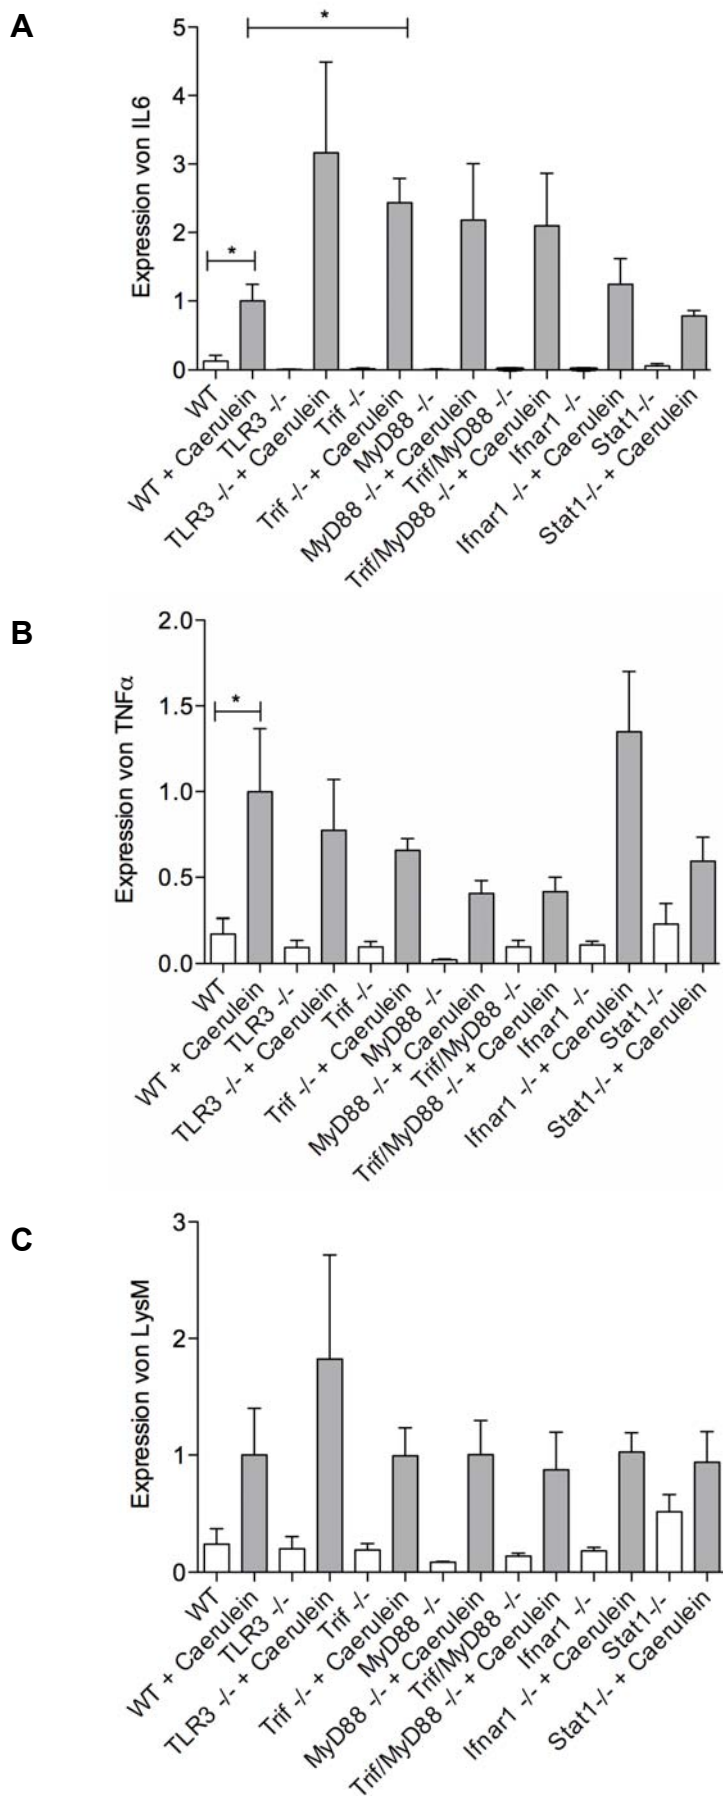 A
Expression von IL6
5
4
3
2
1
0
*
*
WT
WT + Caerulein
TLR3 -/-
TLR3 -/- + Caerulein
Trif -/-
Trif -/- + Caerulein
MyD88 -/-
MyD88 -/- + Caerulein
Trif/MyD88 -/-
Trif/MyD88 -/- + Caerulein
Ifnar1 -/-
Ifnar1 -/- + Caerulein
Stat1-/-
Stat1-/- + Caerulein
B
Expression von TNFα
2.0
1.5
1.0
0.5
0.0
*
WT
WT + Caerulein
TLR3 -/-
TLR3 -/- + Caerulein
Trif -/-
Trif -/- + Caerulein
MyD88 -/-
MyD88 -/- + Caerulein
Trif/MyD88 -/-
Trif/MyD88 -/- + Caerulein
Ifnar1 -/-
Ifnar1 -/- + Caerulein
Stat1-/-
Stat1-/- + Caerulein
C
Expression von LysM
3
2
1
0
WT
WT + Caerulein
TLR3 -/-
TLR3 -/- + Caerulein
Trif -/-
Trif -/- + Caerulein
MyD88 -/-
MyD88 -/- + Caerulein
Trif/MyD88 -/-
Trif/MyD88 -/- + Caerulein
Ifnar1 -/-
Ifnar1 -/- + Caerulein
Stat1-/-
Stat1-/- + Caerulein